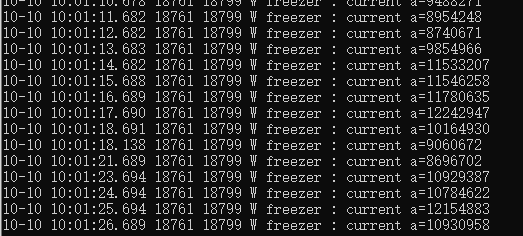 10-10 10:01:10.678 18761 18799 W freezer : current a=9488271
10-10 10:01:11.682 18761 18799 W freezer : current a=8954248
10-10 10:01:12.682 18761 18799 W freezer : current a=8740671
10-10 10:01:13.683 18761 18799 W freezer : current a=9854966
10-10 10:01:14.682 18761 18799 W freezer : current a=11533207
10-10 10:01:15.688 18761 18799 W freezer : current a=11546258
10-10 10:01:16.689 18761 18799 W freezer : current a=11780635
10-10 10:01:17.690 18761 18799 W freezer : current a=12242947
10-10 10:01:18.691 18761 18799 W freezer : current a=10164930
10-10 10:01:18.138 18761 18799 W freezer : current a=9060672
10-10 10:01:21.689 18761 18799 W freezer : current a=8696702
10-10 10:01:23.694 18761 18799 W freezer : current a=10929387
10-10 10:01:24.694 18761 18799 W freezer : current a=10784622
10-10 10:01:25.694 18761 18799 W freezer : current a=12154883
10-10 10:01:26.689 18761 18799 W freezer : current a=10930958